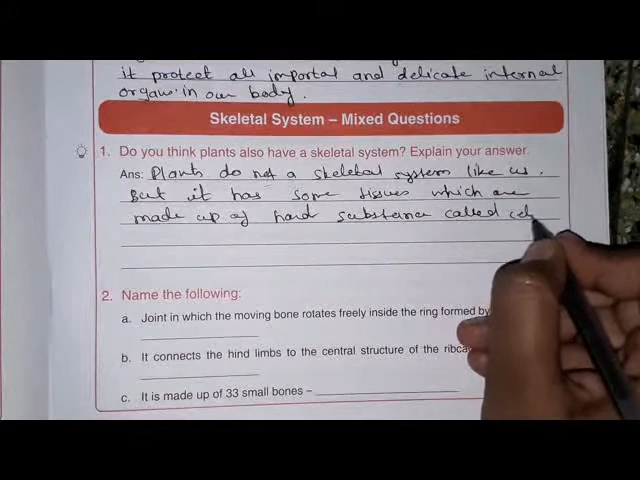 it protect all importal and delicate internal
organs in our body.
Skeletal System – Mixed Questions
1. Do you think plants also have a skeletal system? Explain your answer.
Ans: Plants do not a skeletal system like us.
But it has some tissues which are
made up of hard substance called cel
2. Name the following:
a. Joint in which the moving bone rotates freely inside the ring formed by
b. It connects the hind limbs to the central structure of the ribca
c. It is made up of 33 small bones –